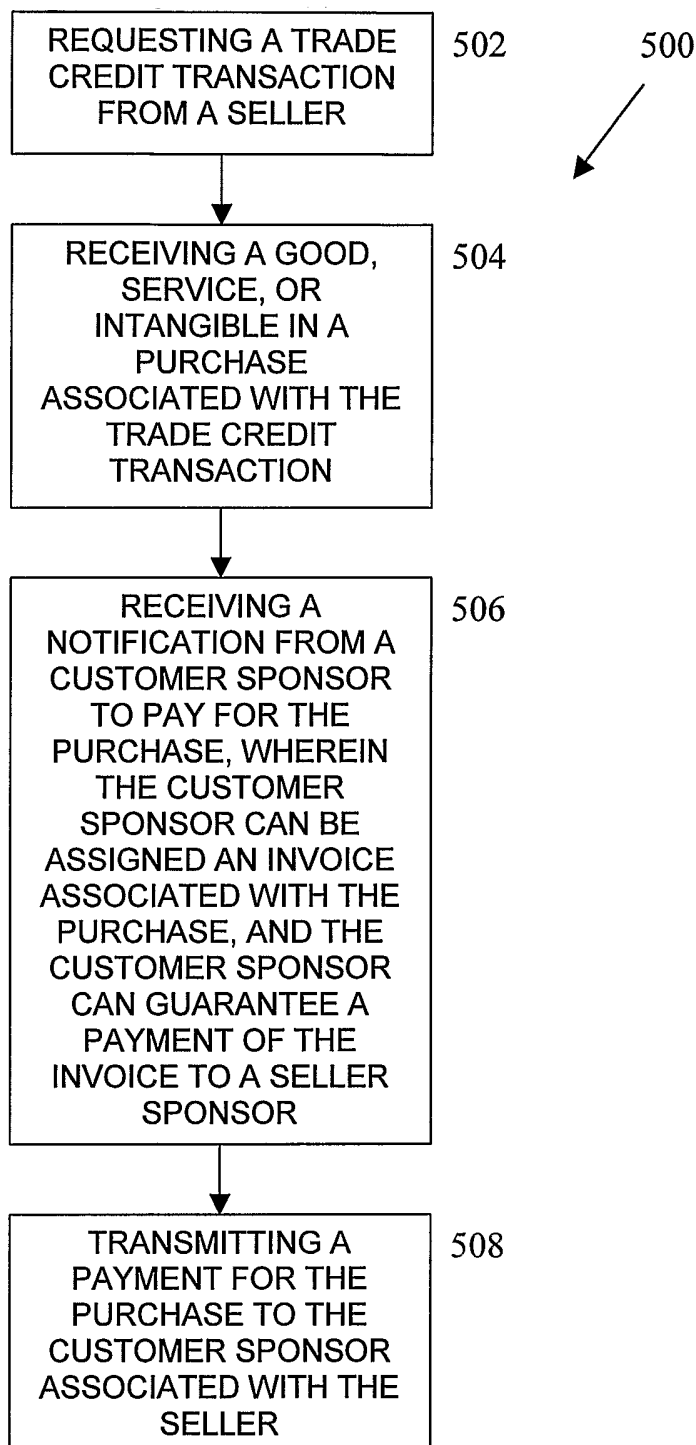 REQUESTING A TRADE
CREDIT TRANSACTION
FROM A SELLER
502
500
RECEIVING A GOOD,
SERVICE, OR
INTANGIBLE IN A
PURCHASE
ASSOCIATED WITH THE
TRADE CREDIT
TRANSACTION
504
RECEIVING A
NOTIFICATION FROM A
CUSTOMER SPONSOR
TO PAY FOR THE
PURCHASE, WHEREIN
THE CUSTOMER
SPONSOR CAN BE
ASSIGNED AN INVOICE
ASSOCIATED WITH THE
PURCHASE, AND THE
CUSTOMER SPONSOR
CAN GUARANTEE A
PAYMENT OF THE
INVOICE TO A SELLER
SPONSOR
506
TRANSMITTING A
PAYMENT FOR THE
PURCHASE TO THE
CUSTOMER SPONSOR
ASSOCIATED WITH THE
SELLER
508